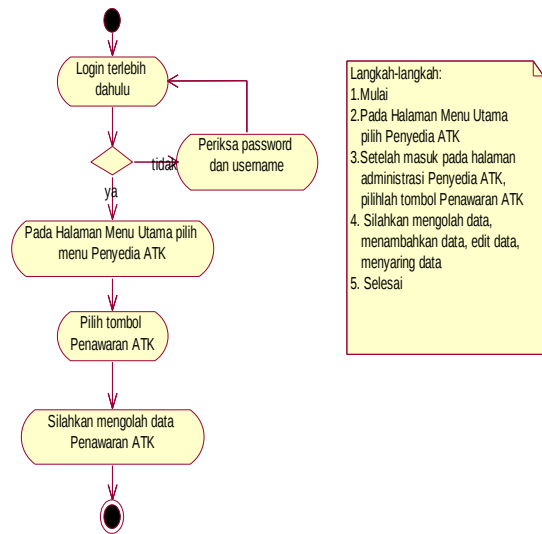 Login terlebih
dahulu
Periksa password
dan username
tidak
ya
Pada Halaman Menu Utama pilih
menu Penyedia ATK
Pilih tombol
Penawaran ATK
Silahkan mengolah data
Penawaran ATK
Langkah-langkah:
1.Mulai
2.Pada Halaman Menu Utama
pilih Penyedia ATK
3.Setelah masuk pada halaman
administrasi Penyedia ATK,
pilihlah tombol Penawaran ATK
4. Silahkan mengolah data,
menambahkan data, edit data,
menyaring data
5. Selesai